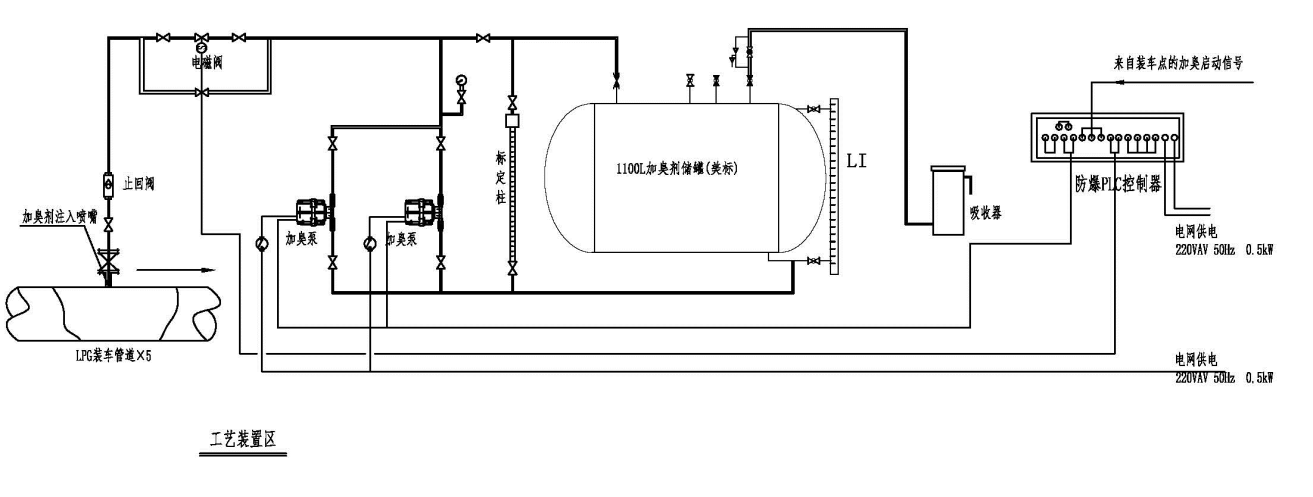 来自装车点的加臭启动信号
电磁阀
标定柱
1100L加臭剂储罐(美标)
LI
止回阀
防爆PLC控制器
加臭剂注入喷嘴
吸收器
加臭泵
加臭泵
电网供电
220VAV 50Hz 0.5kW
LPG装车管道×5
电网供电
220VAV 50Hz 0.5kW
工艺装置区